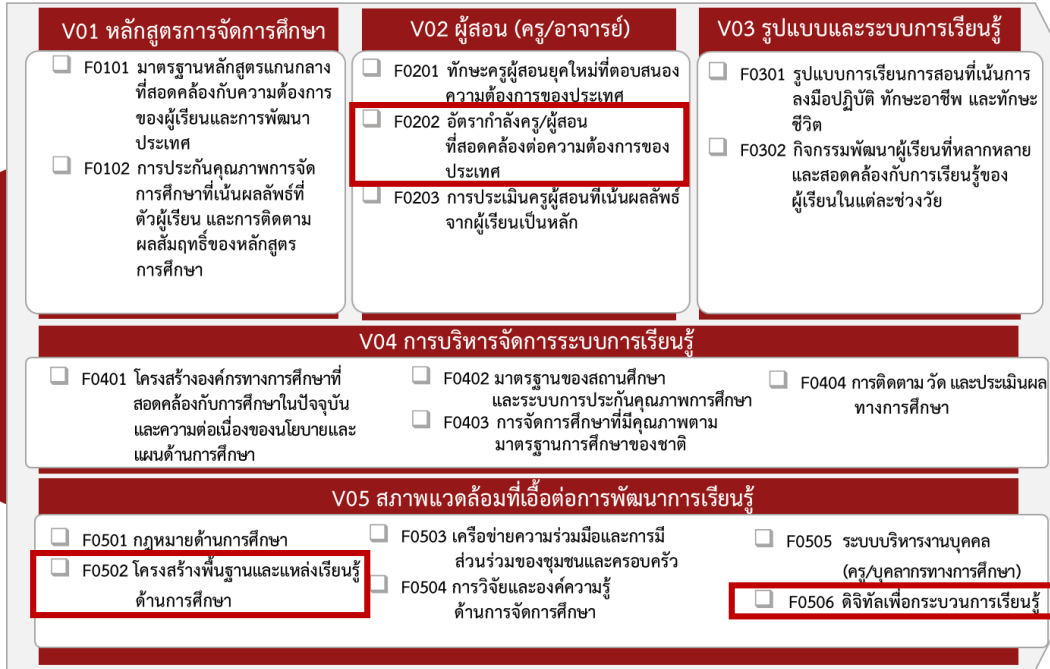 V01 หลักสูตรการจัดการศึกษา
F0101 มาตรฐานหลักสูตรแกนกลาง
ที่สอดคล้องกับความต้องการ
ของผู้เรียนและการพัฒนา
ประเทศ
F0102 การประกันคุณภาพการจัด
การศึกษาที่เน้นผลลัพธ์ที่
ตัวผู้เรียน และการติดตาม
ผลสัมฤทธิ์ของหลักสูตร
การศึกษา
V02 ผู้สอน (ครู/อาจารย์)
F0201 ทักษะครูผู้สอนยุคใหม่ที่ตอบสนอง
ความต้องการของประเทศ
F0202 อัตรากำลังครู/ผู้สอน
ที่สอดคล้องต่อความต้องการของ
ประเทศ
F0203 การประเมินครูผู้สอนที่เน้นผลลัพธ์
จากผู้เรียนเป็นหลัก
V03 รูปแบบและระบบการเรียนรู้
F0301 รูปแบบการเรียนการสอนที่เน้นการ
ลงมือปฏิบัติ ทักษะอาชีพ และทักษะ
ชีวิต
F0302 กิจกรรมพัฒนาผู้เรียนที่หลากหลาย
และสอดคล้องกับการเรียนรู้ของ
ผู้เรียนในแต่ละช่วงวัย
V04 การบริหารจัดการระบบการเรียนรู้
F0401 โครงสร้างองค์กรทางการศึกษาที่
สอดคล้องกับการศึกษาในปัจจุบัน
และความต่อเนื่องของนโยบายและ
แผนด้านการศึกษา
F0402 มาตรฐานของสถานศึกษา
และระบบการประกันคุณภาพการศึกษา
F0403 การจัดการศึกษาที่มีคุณภาพตาม
มาตรฐานการศึกษาของชาติ
F0404 การติดตาม วัด และประเมินผล
ทางการศึกษา
V05 สภาพแวดล้อมที่เอื้อต่อการพัฒนาการเรียนรู้
F0501 กฎหมายด้านการศึกษา
F0502 โครงสร้างพื้นฐานและแหล่งเรียนรู้
ด้านการศึกษา
F0503 เครือข่ายความร่วมมือและการมี
ส่วนร่วมของชุมชนและครอบครัว
F0504 การวิจัยและองค์ความรู้
ด้านการจัดการศึกษา
F0505 ระบบบริหารงานบุคคล
(ครู/บุคลากรทางการศึกษา)
F0506 ดิจิทัลเพื่อกระบวนการเรียนรู้